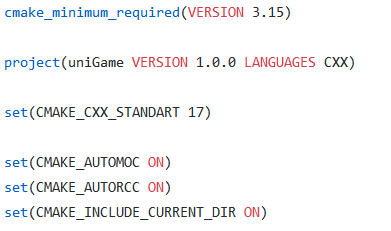 cmake_minimum_required(VERSION 3.15)
project(uniGame VERSION 1.0.0 LANGUAGES CXX)
set(CMAKE_CXX_STANDART 17)
set(CMAKE_AUTOMOC ON)
set(CMAKE_AUTORCC ON)
set(CMAKE_INCLUDE_CURRENT_DIR ON)